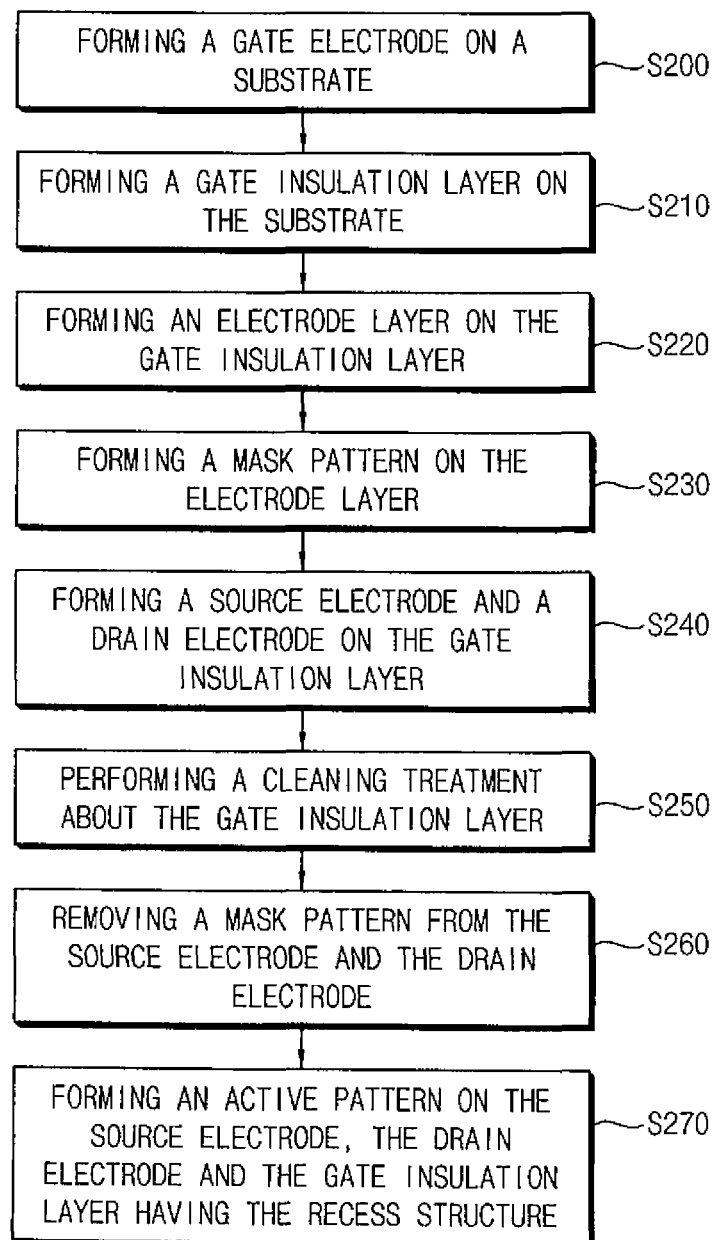 FORMING A GATE ELECTRODE ON A
SUBSTRATE
S200
FORMING A GATE INSULATION LAYER ON
THE SUBSTRATE
S210
FORMING AN ELECTRODE LAYER ON THE
GATE INSULATION LAYER
S220
FORMING A MASK PATTERN ON THE
ELECTRODE LAYER
S230
FORMING A SOURCE ELECTRODE AND A
DRAIN ELECTRODE ON THE GATE
INSULATION LAYER
S240
PERFORMING A CLEANING TREATMENT
ABOUT THE GATE INSULATION LAYER
S250
REMOVING A MASK PATTERN FROM THE
SOURCE ELECTRODE AND THE DRAIN
ELECTRODE
S260
FORMING AN ACTIVE PATTERN ON THE
SOURCE ELECTRODE, THE DRAIN
ELECTRODE AND THE GATE INSULATION
LAYER HAVING THE RECESS STRUCTURE
S270